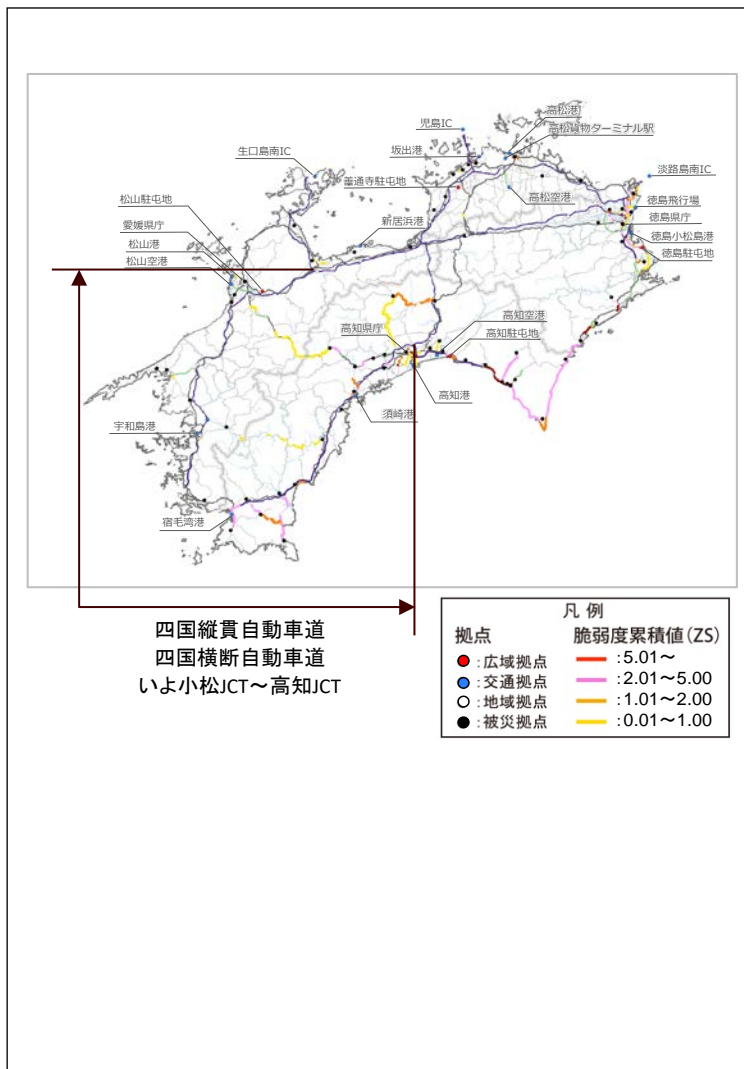 児島IC
高松港
高松貨物ターミナル駅
坂出港
生口島南IC
善通寺駐屯地
淡路島南IC
松山駐屯地
高松空港
徳島飛行場
愛媛県庁
新居浜港
徳島県庁
松山港
徳島小松島港
松山空港
徳島駐屯地
高知県庁
高知空港
高知駐屯地
高知港
須崎港
宇和島港
宿毛湾港
四国縦貫自動車道
四国横断自動車道
いよ小松JCT～高知JCT
凡 例
拠点 脆弱度累積値(ZS)
：広域拠点 ：5.01～
：交通拠点 ：2.01～5.00
：地域拠点 ：1.01～2.00
：被災拠点 ：0.01～1.00